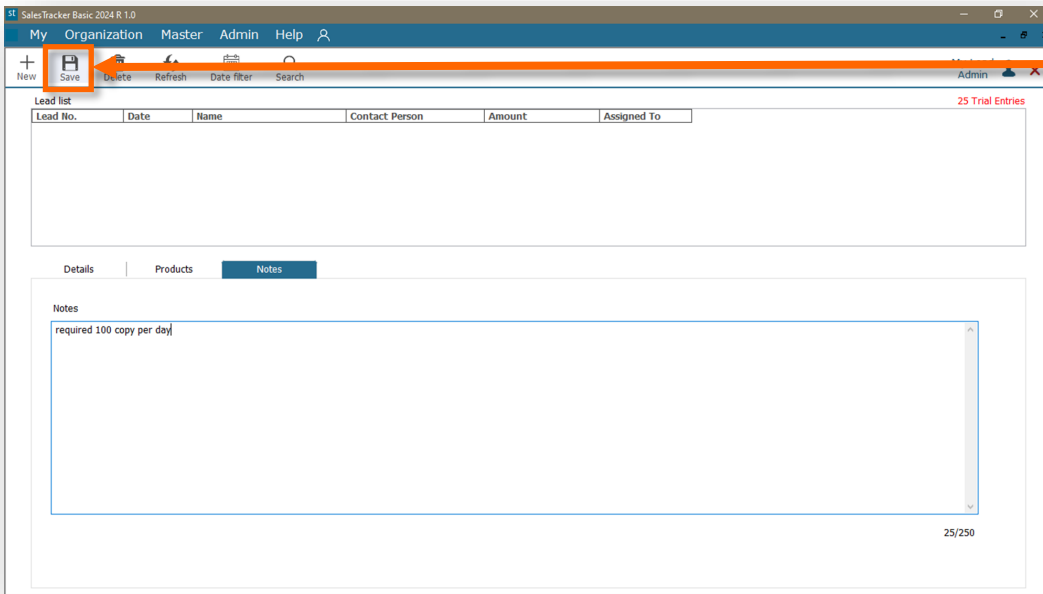 st SalesTracker Basic 2024 R 1.0
My Organization Master Admin Help
New Save Delete Refresh Date filter Search
Admin
Lead list 25 Trial Entries
Lead No. Date Name Contact Person Amount Assigned To
Details Products Notes
Notes
required 100 copy per day
25/250